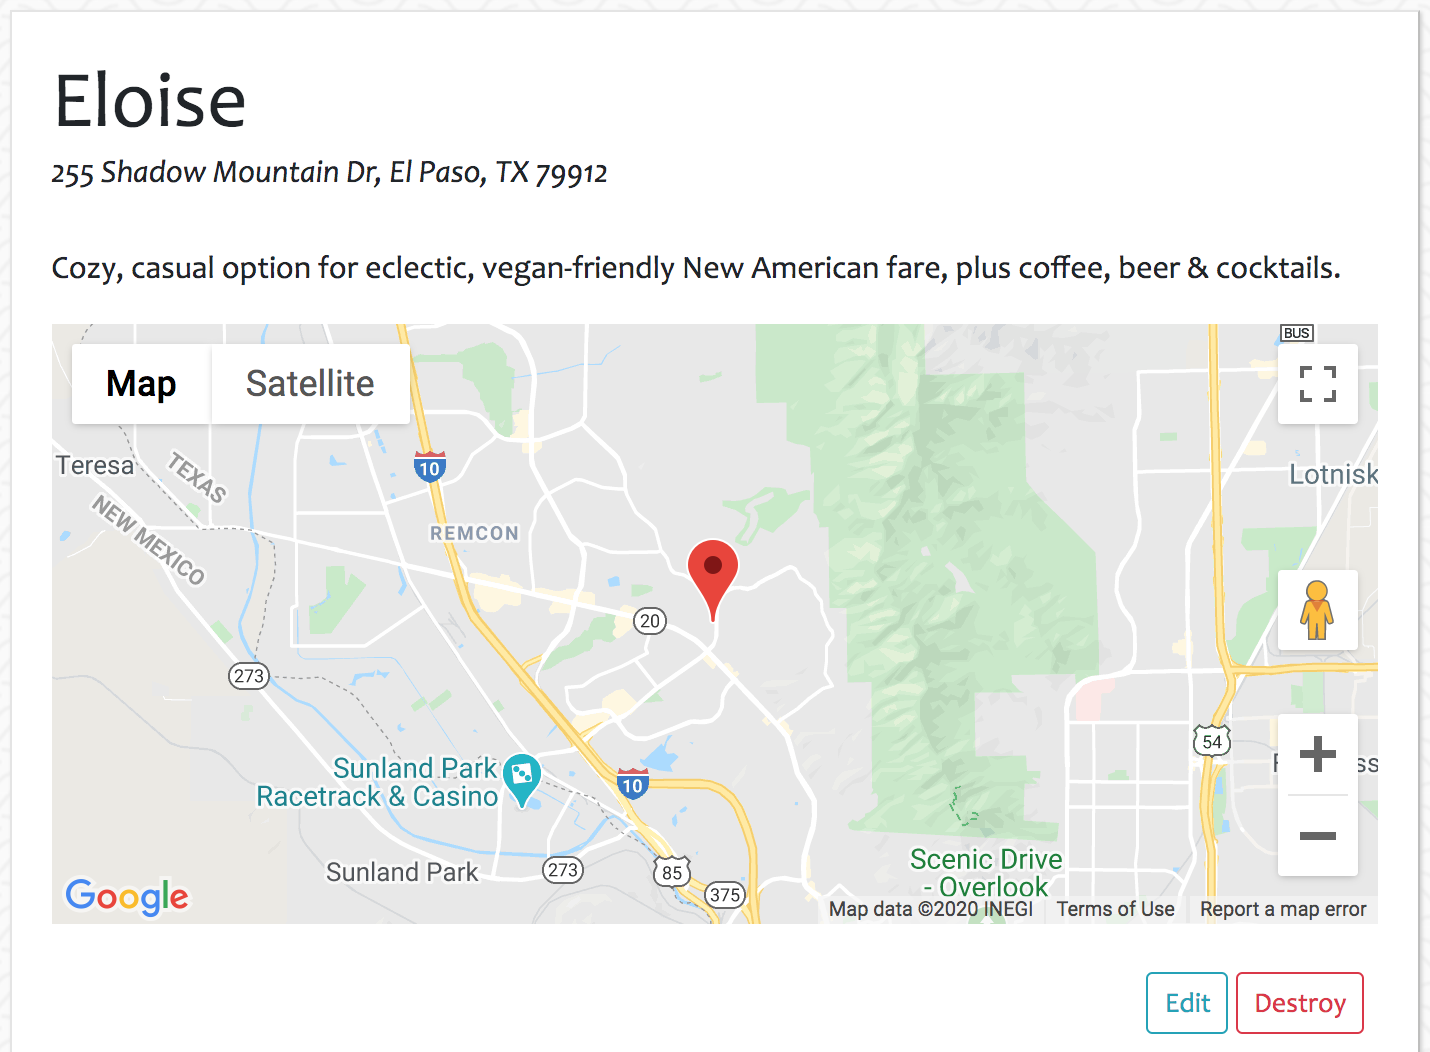 Eloise
255 Shadow Mountain Dr, El Paso, TX 79912
Cozy, casual option for eclectic, vegan-friendly New American fare, plus coffee, beer & cocktails.
BUS
Map
Satellite
10
Teresa
TEXAS
Lotnisk
NEW MEXICO
REMCON
20
273
54
Sunland Park
Racetrack & Casino
10
ss
Scenic Drive
- Overlook
Sunland Park
273
85
375
Google
Map data ©2020 INEGI
Terms of Use
Report a map error
Edit
Destroy